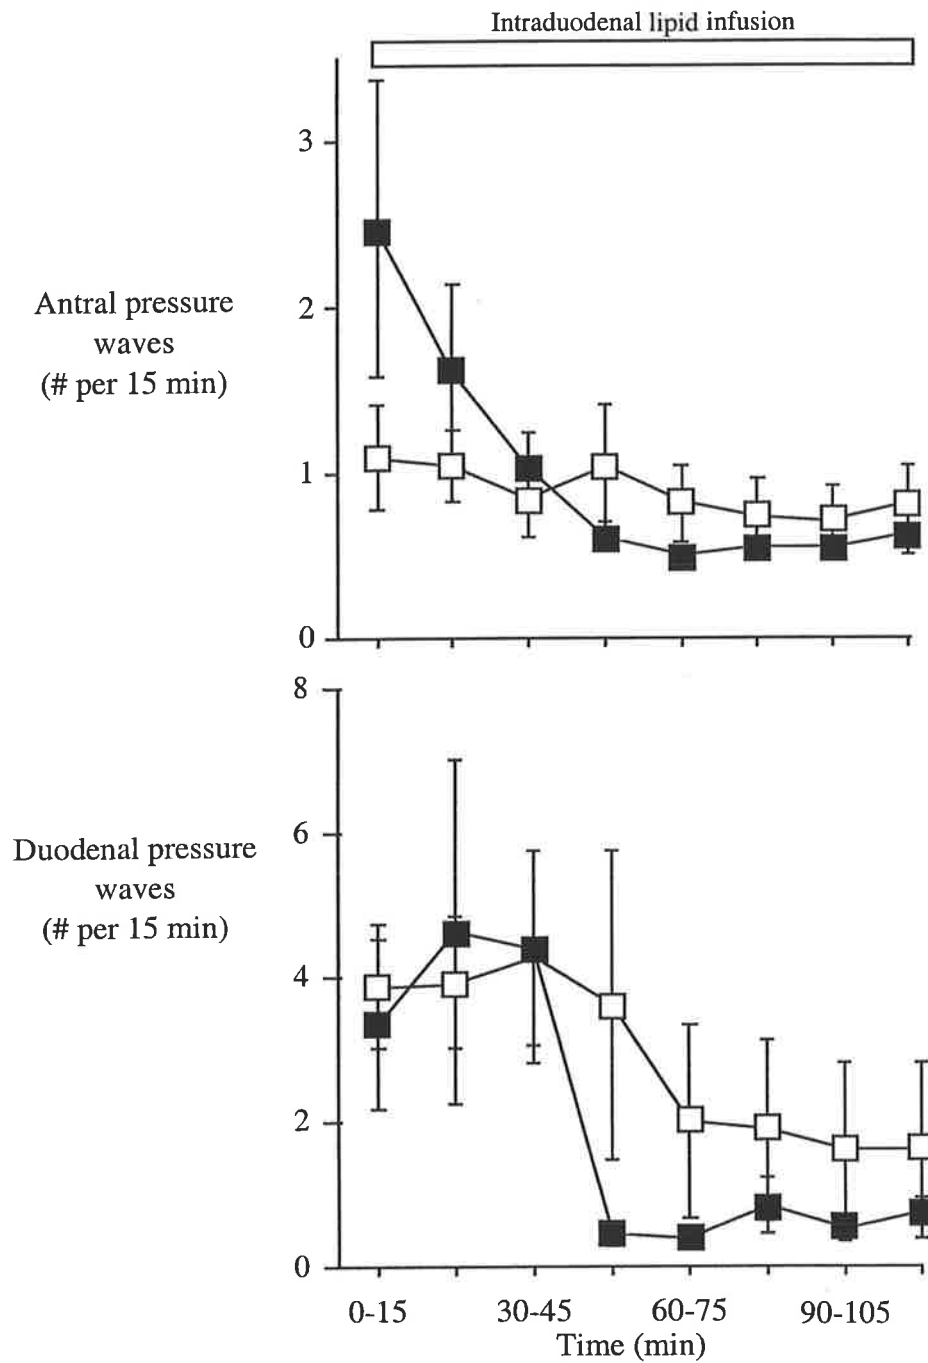 Intraduodenal lipid infusion
3
2
1
0
Antral pressure
waves
(# per 15 min)
8
6
4
2
0
Duodenal pressure
waves
(# per 15 min)
0-15
30-45
60-75
90-105
Time (min)